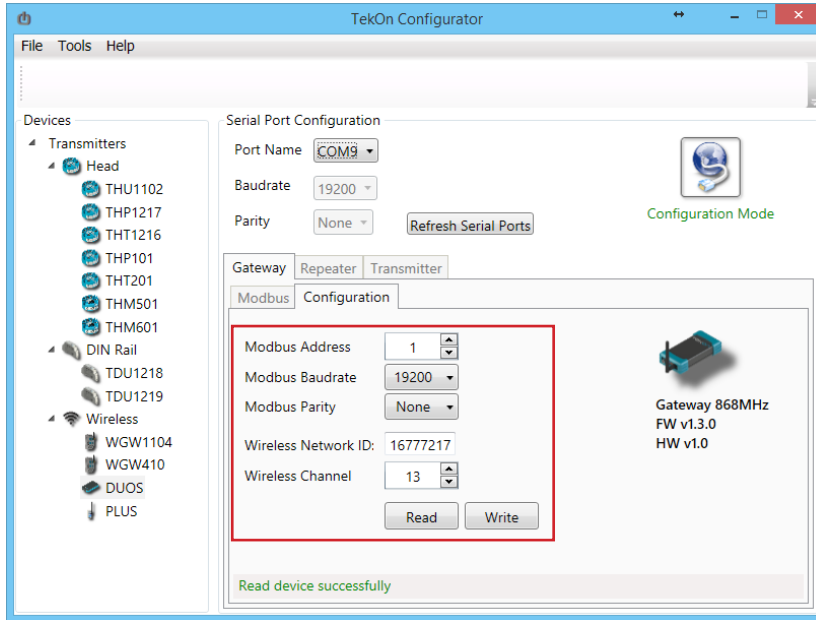 TekOn Configurator
File Tools Help
Devices
Transmitters
Head
THU1102
THP1217
THT1216
THP101
THT201
THM501
THM601
DIN Rail
TDU1218
TDU1219
Wireless
WGW1104
WGW410
DUOS
PLUS
Serial Port Configuration
Port Name COM9
Baudrate 19200
Parity None Refresh Serial Ports
Configuration Mode
Gateway Repeater Transmitter
Modbus Configuration
Modbus Address 1
Modbus Baudrate 19200
Modbus Parity None
Wireless Network ID: 16777217
Wireless Channel 13
Read Write
Gateway 868MHz
FW v1.3.0
HW v1.0
Read device successfully